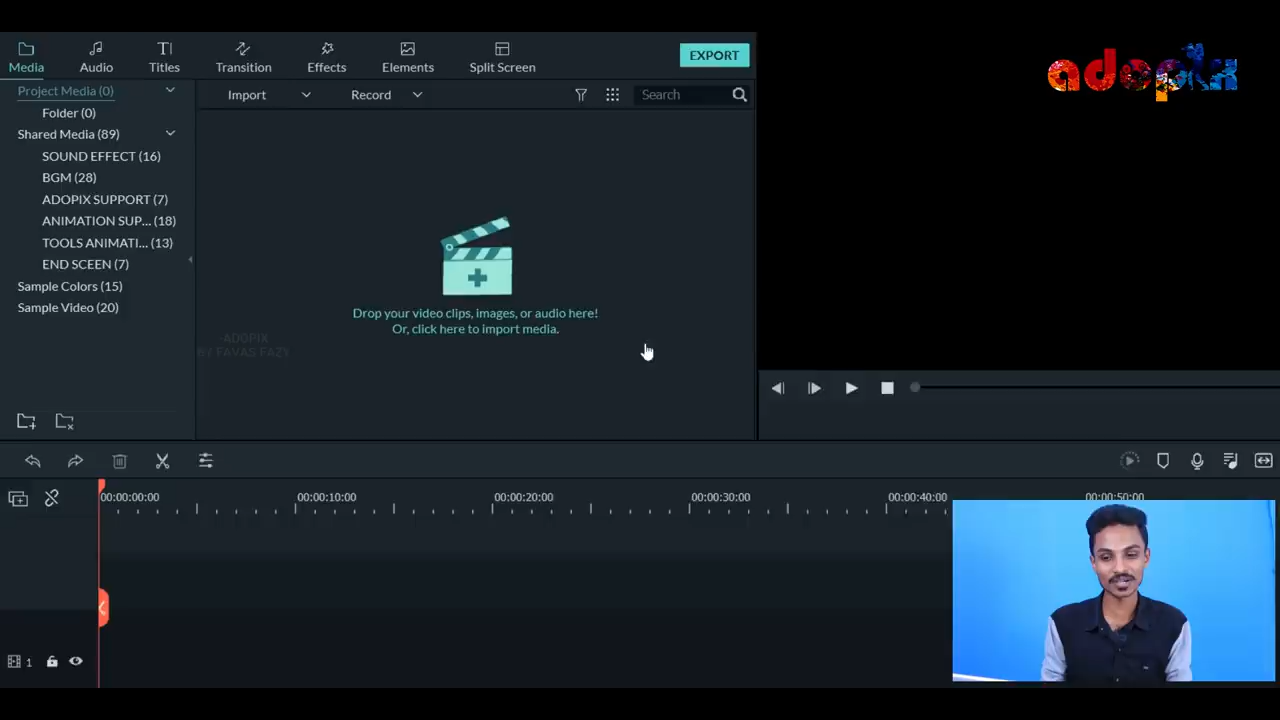 adopix
Media
Audio
Titles
Transition
Effects
Elements
Split Screen
EXPORT
Project Media (0)
Folder (0)
Shared Media (89)
SOUND EFFECT (16)
BGM (28)
ADOPIX SUPPORT (7)
ANIMATION SUP... (18)
TOOLS ANIMATI... (13)
END SCEEN (7)
Sample Colors (15)
Sample Video (20)
Import
Record
Search
Drop your video clips, images, or audio here!
Or, click here to import media.
-ADOPIX
BY FAVAS FAZY
00:00:00:00
00:00:10:00
00:00:20:00
00:00:30:00
00:00:40:00
00:00:50:00
1